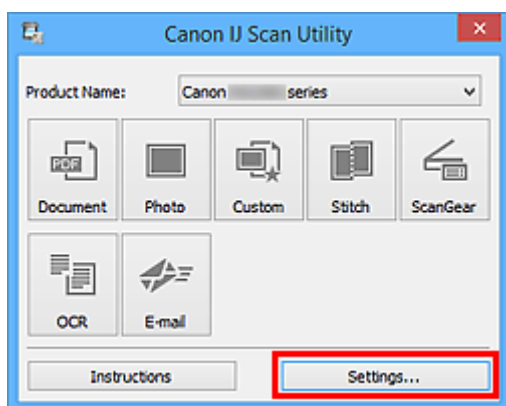 Canon IJ Scan Utility
Product Name: Canon series
PDF
Document Photo Custom Stitch ScanGear
OCR E-mail
Instructions Settings...